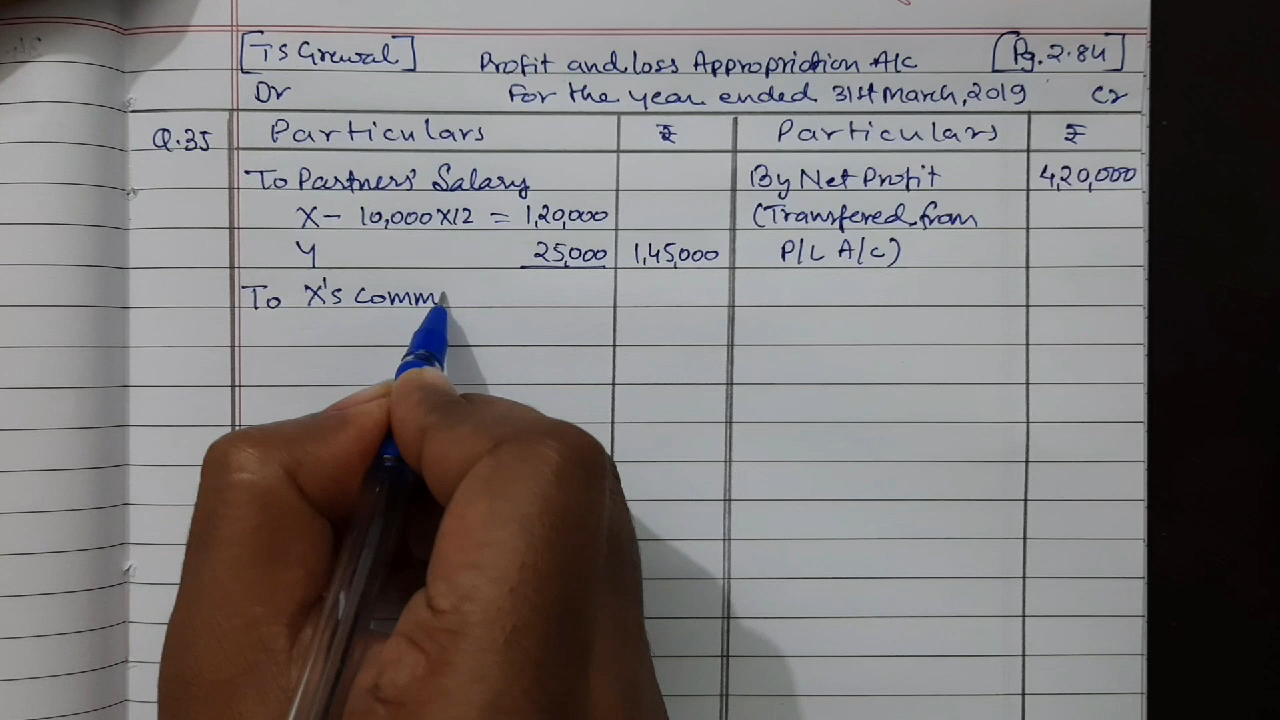 [TS Grewal] Profit and loss Appropriation A/c [Pg. 2.84]
Dr For the year ended 31st March, 2019 Cr
Q.35 Particulars ₹ Particulars ₹
To Partners' Salary By Net Profit 4,20,000
X - 10,000x12 = 1,20,000 (Transfered from
Y 25,000 1,45,000 P/L A/c)
To X's comm